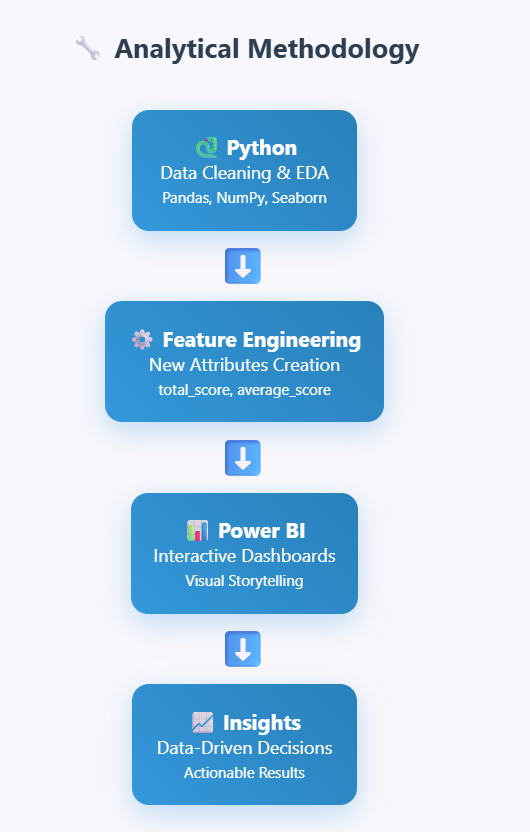 Analytical Methodology
Python
Data Cleaning & EDA
Pandas, NumPy, Seaborn
Feature Engineering
New Attributes Creation
total_score, average_score
Power BI
Interactive Dashboards
Visual Storytelling
Insights
Data-Driven Decisions
Actionable Results